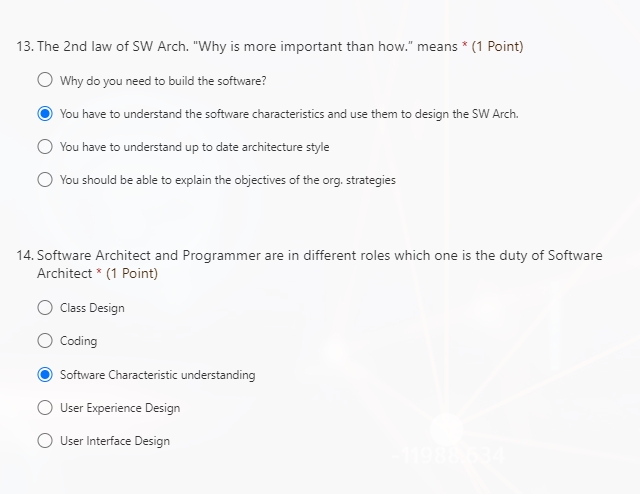 13. The 2nd law of SW Arch. "Why is more important than how." means * (1 Point)
Why do you need to build the software?
You have to understand the software characteristics and use them to design the SW Arch.
You have to understand up to date architecture style
You should be able to explain the objectives of the org. strategies
14. Software Architect and Programmer are in different roles which one is the duty of Software
Architect * (1 Point)
Class Design
Coding
Software Characteristic understanding
User Experience Design
User Interface Design